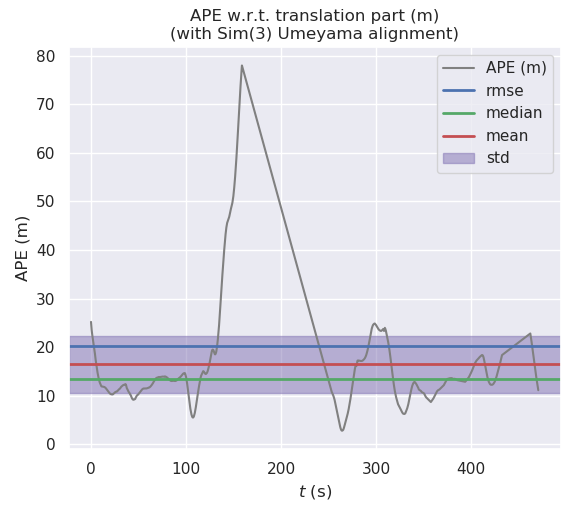 APE w.r.t. translation part (m)
(with Sim(3) Umeyama alignment)
APE (m)
rmse
median
mean
std
80
70
60
50
40
30
20
10
0
APE (m)
0
100
200
300
400
t (s)